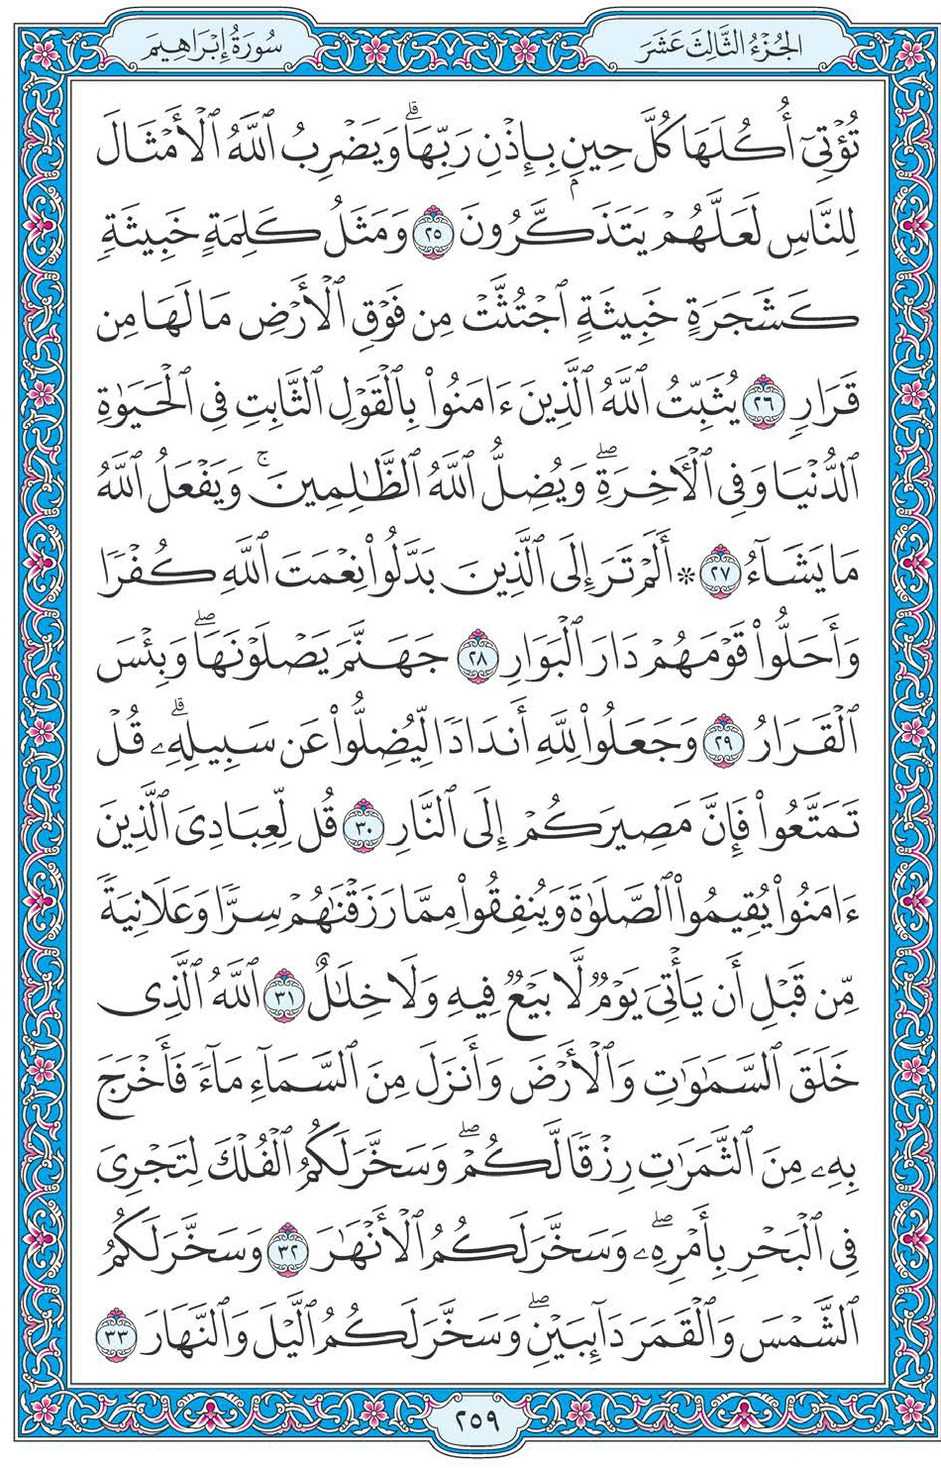 الجُزْءُ الثَّالِثَ عَشَرَ
سُورَةُ إِبْرَاهِيمَ
تُؤْتِىٓ أُكُلَهَا كُلَّ حِينٍۭ بِإِذْنِ رَبِّهَاۗ وَيَضْرِبُ ٱللَّهُ ٱلْأَمْثَالَ
لِلنَّاسِ لَعَلَّهُمْ يَتَذَكَّرُونَ ٢٥ وَمَثَلُ كَلِمَةٍ خَبِيثَةٍ
كَشَجَرَةٍ خَبِيثَةٍ ٱجْتُثَّتْ مِن فَوْقِ ٱلْأَرْضِ مَا لَهَا مِن
قَرَارٍ ٢٦ يُثَبِّتُ ٱللَّهُ ٱلَّذِينَ ءَامَنُوا۟ بِٱلْقَوْلِ ٱلثَّابِتِ فِى ٱلْحَيَوٰةِ
ٱلدُّنْيَا وَفِى ٱلْأَخِرَةِۖ وَيُضِلُّ ٱللَّهُ ٱلظَّٰلِمِينَۚ وَيَفْعَلُ ٱللَّهُ
مَا يَشَآءُ ٢٧ * أَلَمْ تَرَ إِلَى ٱلَّذِينَ بَدَّلُوا۟ نِعْمَتَ ٱللَّهِ كُفْرًا
وَأَحَلُّوا۟ قَوْمَهُمْ دَارَ ٱلْبَوَارِ ٢٨ جَهَنَّمَ يَصْلَوْنَهَاۖ وَبِئْسَ
ٱلْقَرَارُ ٢٩ وَجَعَلُوا۟ لِلَّهِ أَندَادًا لِّيُضِلُّوا۟ عَن سَبِيلِهِۦۗ قُلْ
تَمَتَّعُوا۟ فَإِنَّ مَصِيرَكُمْ إِلَى ٱلنَّارِ ٣٠ قُل لِّعِبَادِىَ ٱلَّذِينَ
ءَامَنُوا۟ يُقِيمُوا۟ ٱلصَّلَوٰةَ وَيُنفِقُوا۟ مِمَّا رَزَقْنَٰهُمْ سِرًّا وَعَلَانِيَةً
مِّن قَبْلِ أَن يَأْتِىَ يَوْمٌ لَّا بَيْعٌ فِيهِ وَلَا خِلَٰلٌ ٣١ ٱللَّهُ ٱلَّذِى
خَلَقَ ٱلسَّمَٰوَٰتِ وَٱلْأَرْضَ وَأَنزَلَ مِنَ ٱلسَّمَآءِ مَآءً فَأَخْرَجَ
بِهِۦ مِنَ ٱلثَّمَرَٰتِ رِزْقًا لَّكُمْۖ وَسَخَّرَ لَكُمُ ٱلْفُلْكَ لِتَجْرِىَ
فِى ٱلْبَحْرِ بِأَمْرِهِۦۖ وَسَخَّرَ لَكُمُ ٱلْأَنْهَٰرَ ٣٢ وَسَخَّرَ لَكُمُ
ٱلشَّمْسَ وَٱلْقَمَرَ دَآئِبَيْنِۖ وَسَخَّرَ لَكُمُ ٱلَّيْلَ وَٱلنَّهَارَ ٣٣
٢٥٩